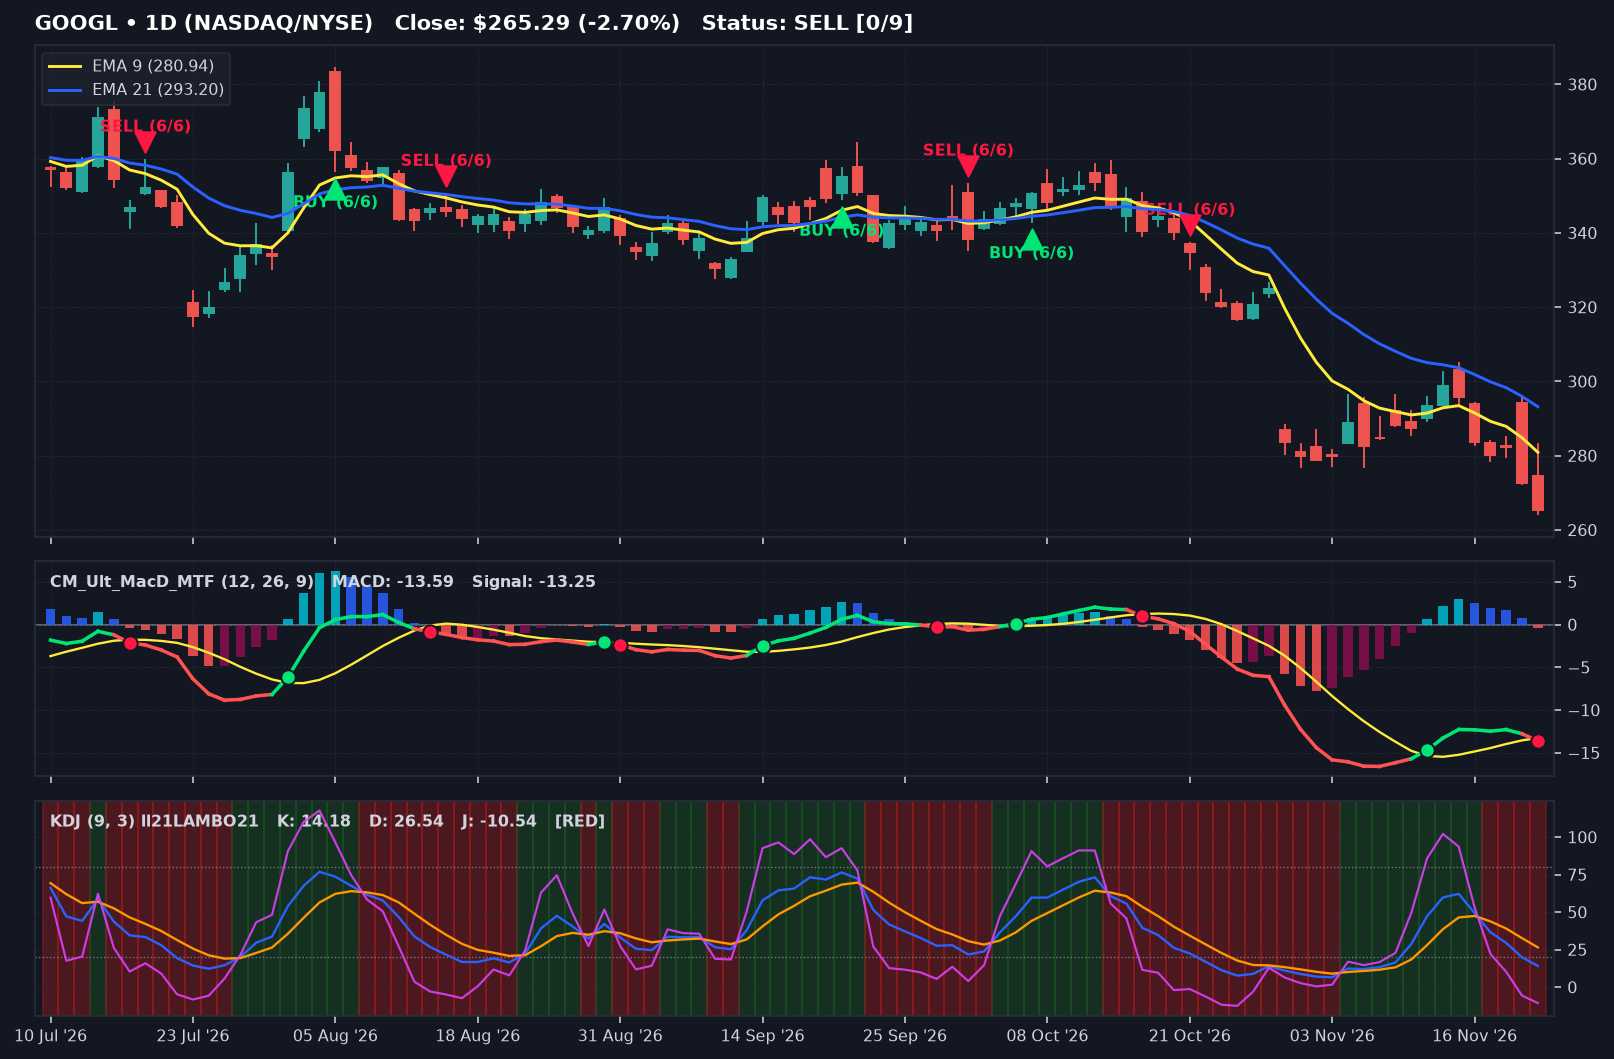 GOOGL • 1D (NASDAQ/NYSE)   Close: $265.29 (-2.70%)   Status: SELL [0/9]
EMA 9 (280.94)
EMA 21 (293.20)
SELL (6/6)
BUY (6/6)
SELL (6/6)
BUY (6/6)
SELL (6/6)
BUY (6/6)
SELL (6/6)
380
360
340
320
300
280
260
CM_Ult_MacD_MTF (12, 26, 9)   MACD: -13.59   Signal: -13.25
5
0
−5
−10
−15
KDJ (9, 3) II21LAMBO21   K: 14.18   D: 26.54   J: -10.54   [RED]
100
75
50
25
0
10 Jul '26   23 Jul '26   05 Aug '26   18 Aug '26   31 Aug '26   14 Sep '26   25 Sep '26   08 Oct '26   21 Oct '26   03 Nov '26   16 Nov '26